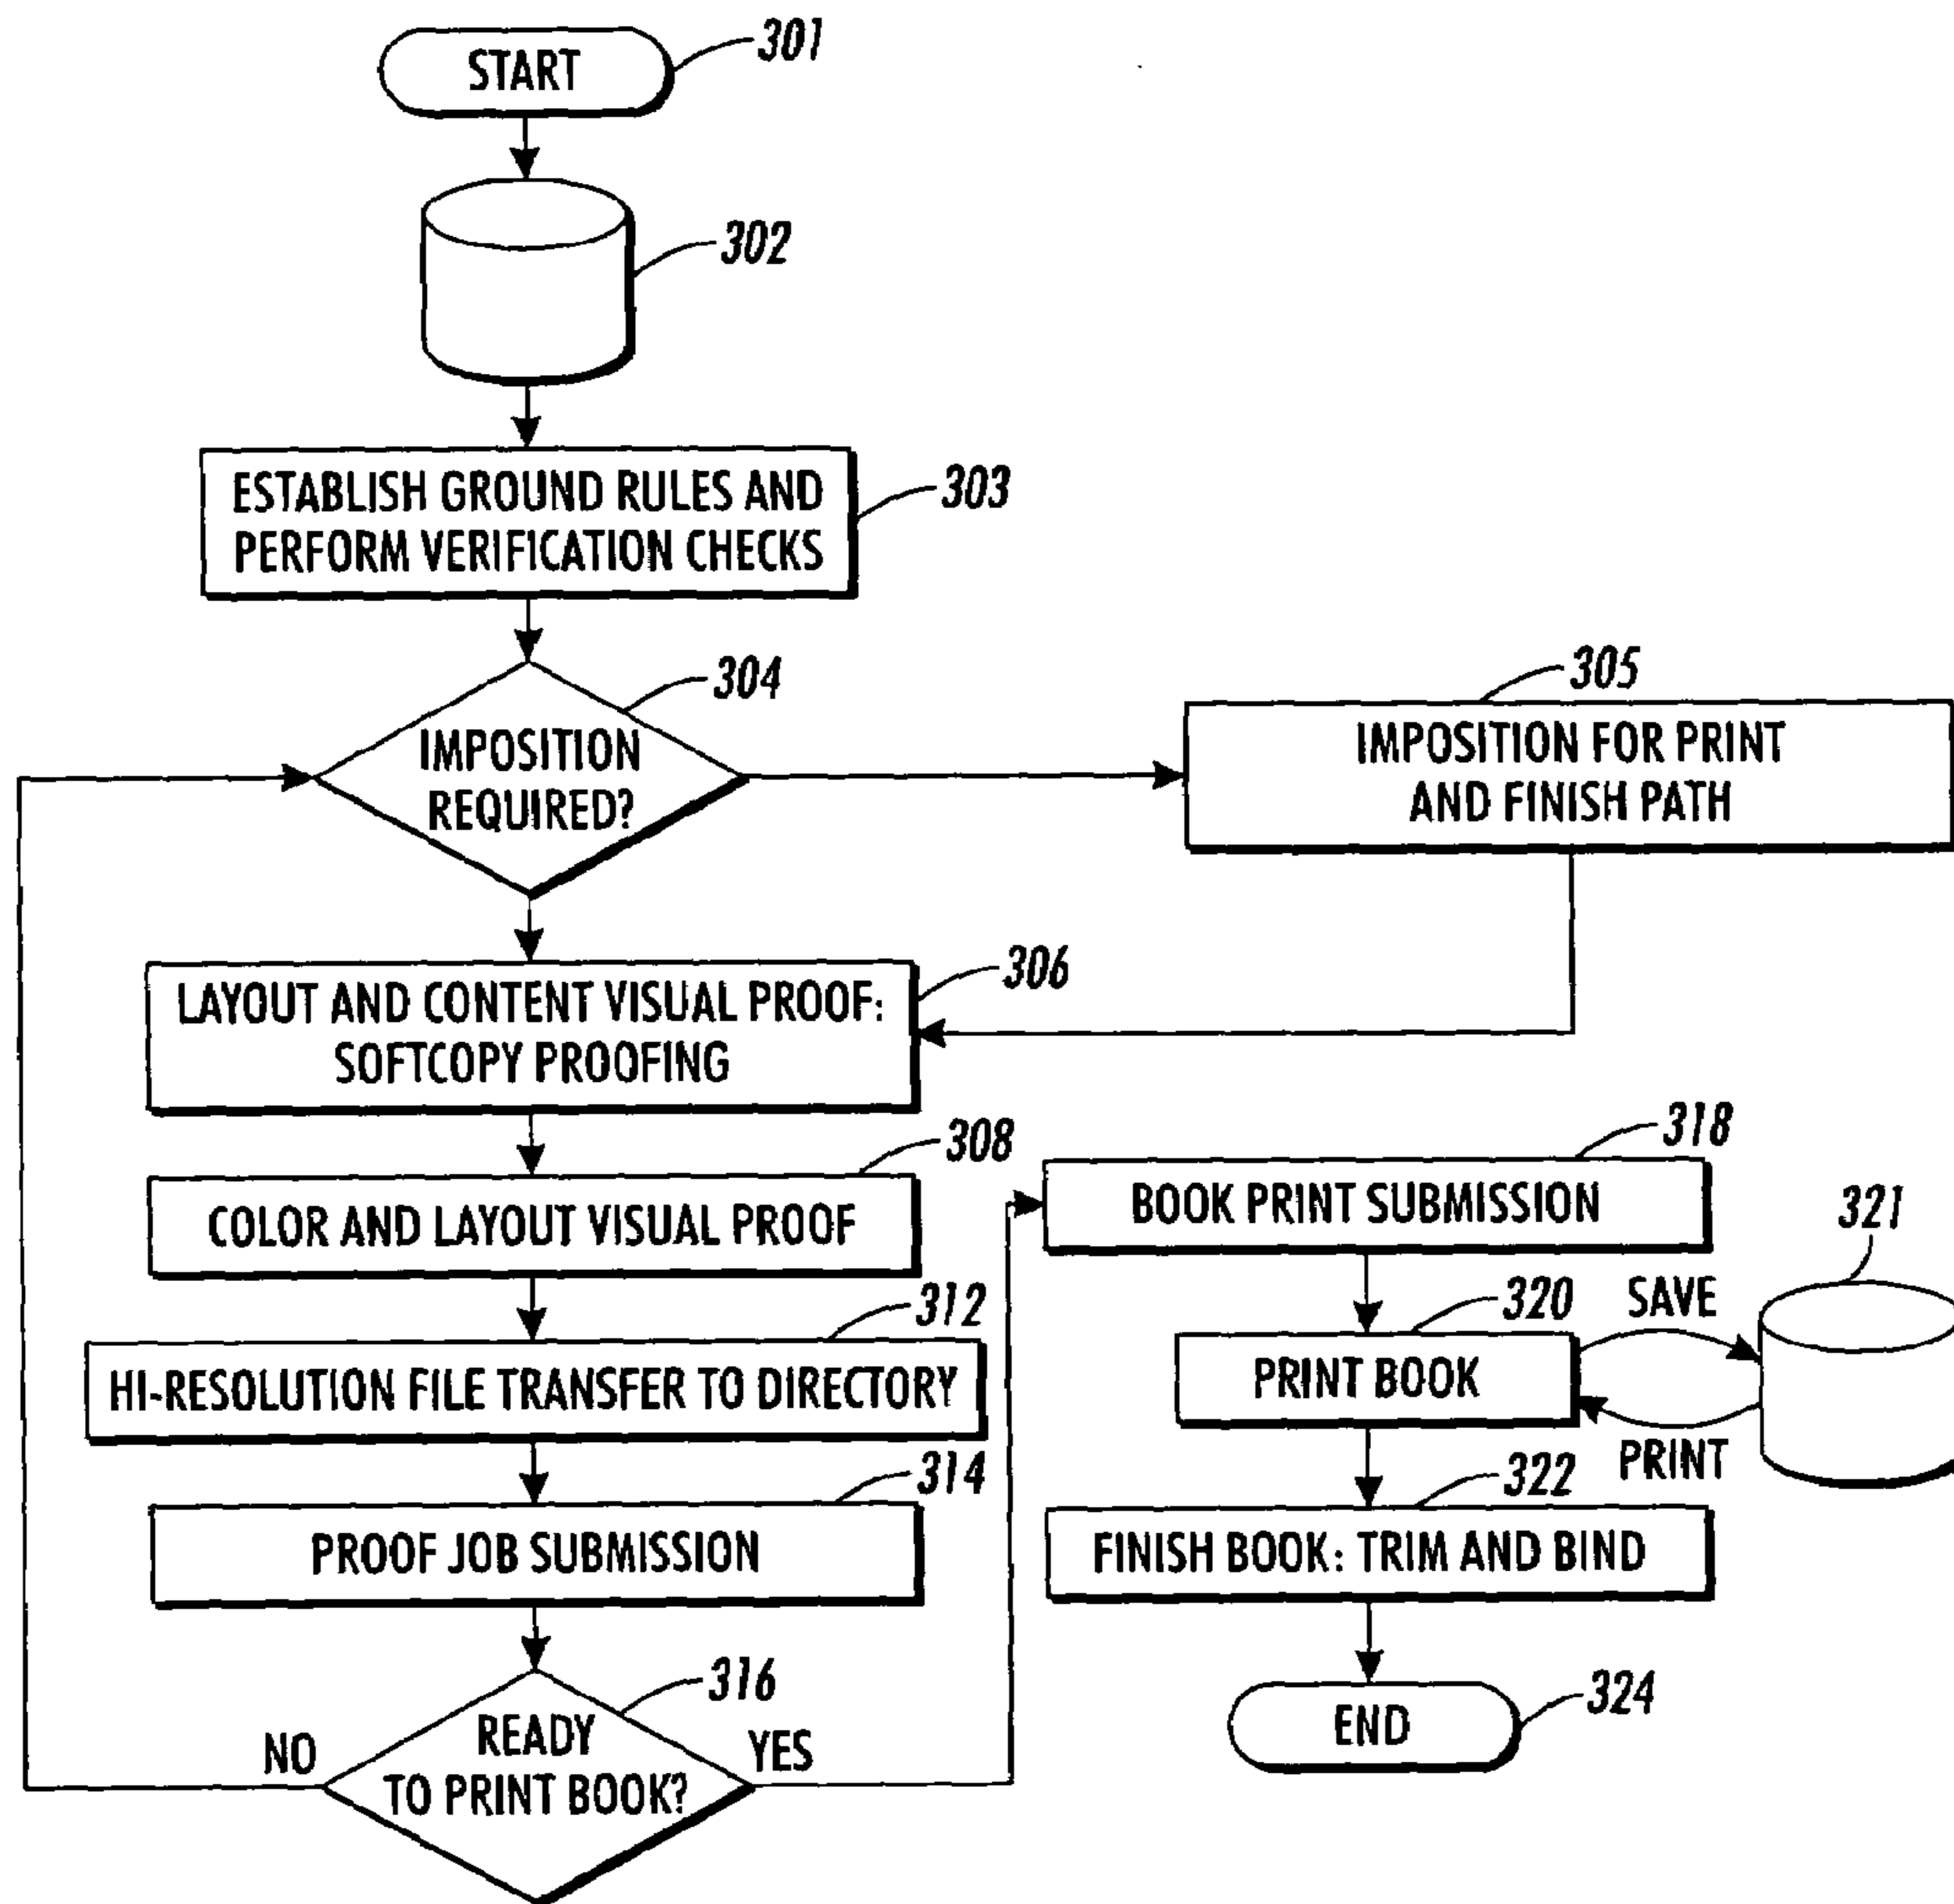 START
301
302
ESTABLISH GROUND RULES AND
PERFORM VERIFICATION CHECKS
303
304
IMPOSITION
REQUIRED?
305
IMPOSITION FOR PRINT
AND FINISH PATH
306
LAYOUT AND CONTENT VISUAL PROOF:
SOFTCOPY PROOFING
308
COLOR AND LAYOUT VISUAL PROOF
312
HI-RESOLUTION FILE TRANSFER TO DIRECTORY
314
PROOF JOB SUBMISSION
316
READY
TO PRINT BOOK?
NO
YES
318
BOOK PRINT SUBMISSION
320
PRINT BOOK
SAVE
PRINT
321
322
FINISH BOOK: TRIM AND BIND
END
324